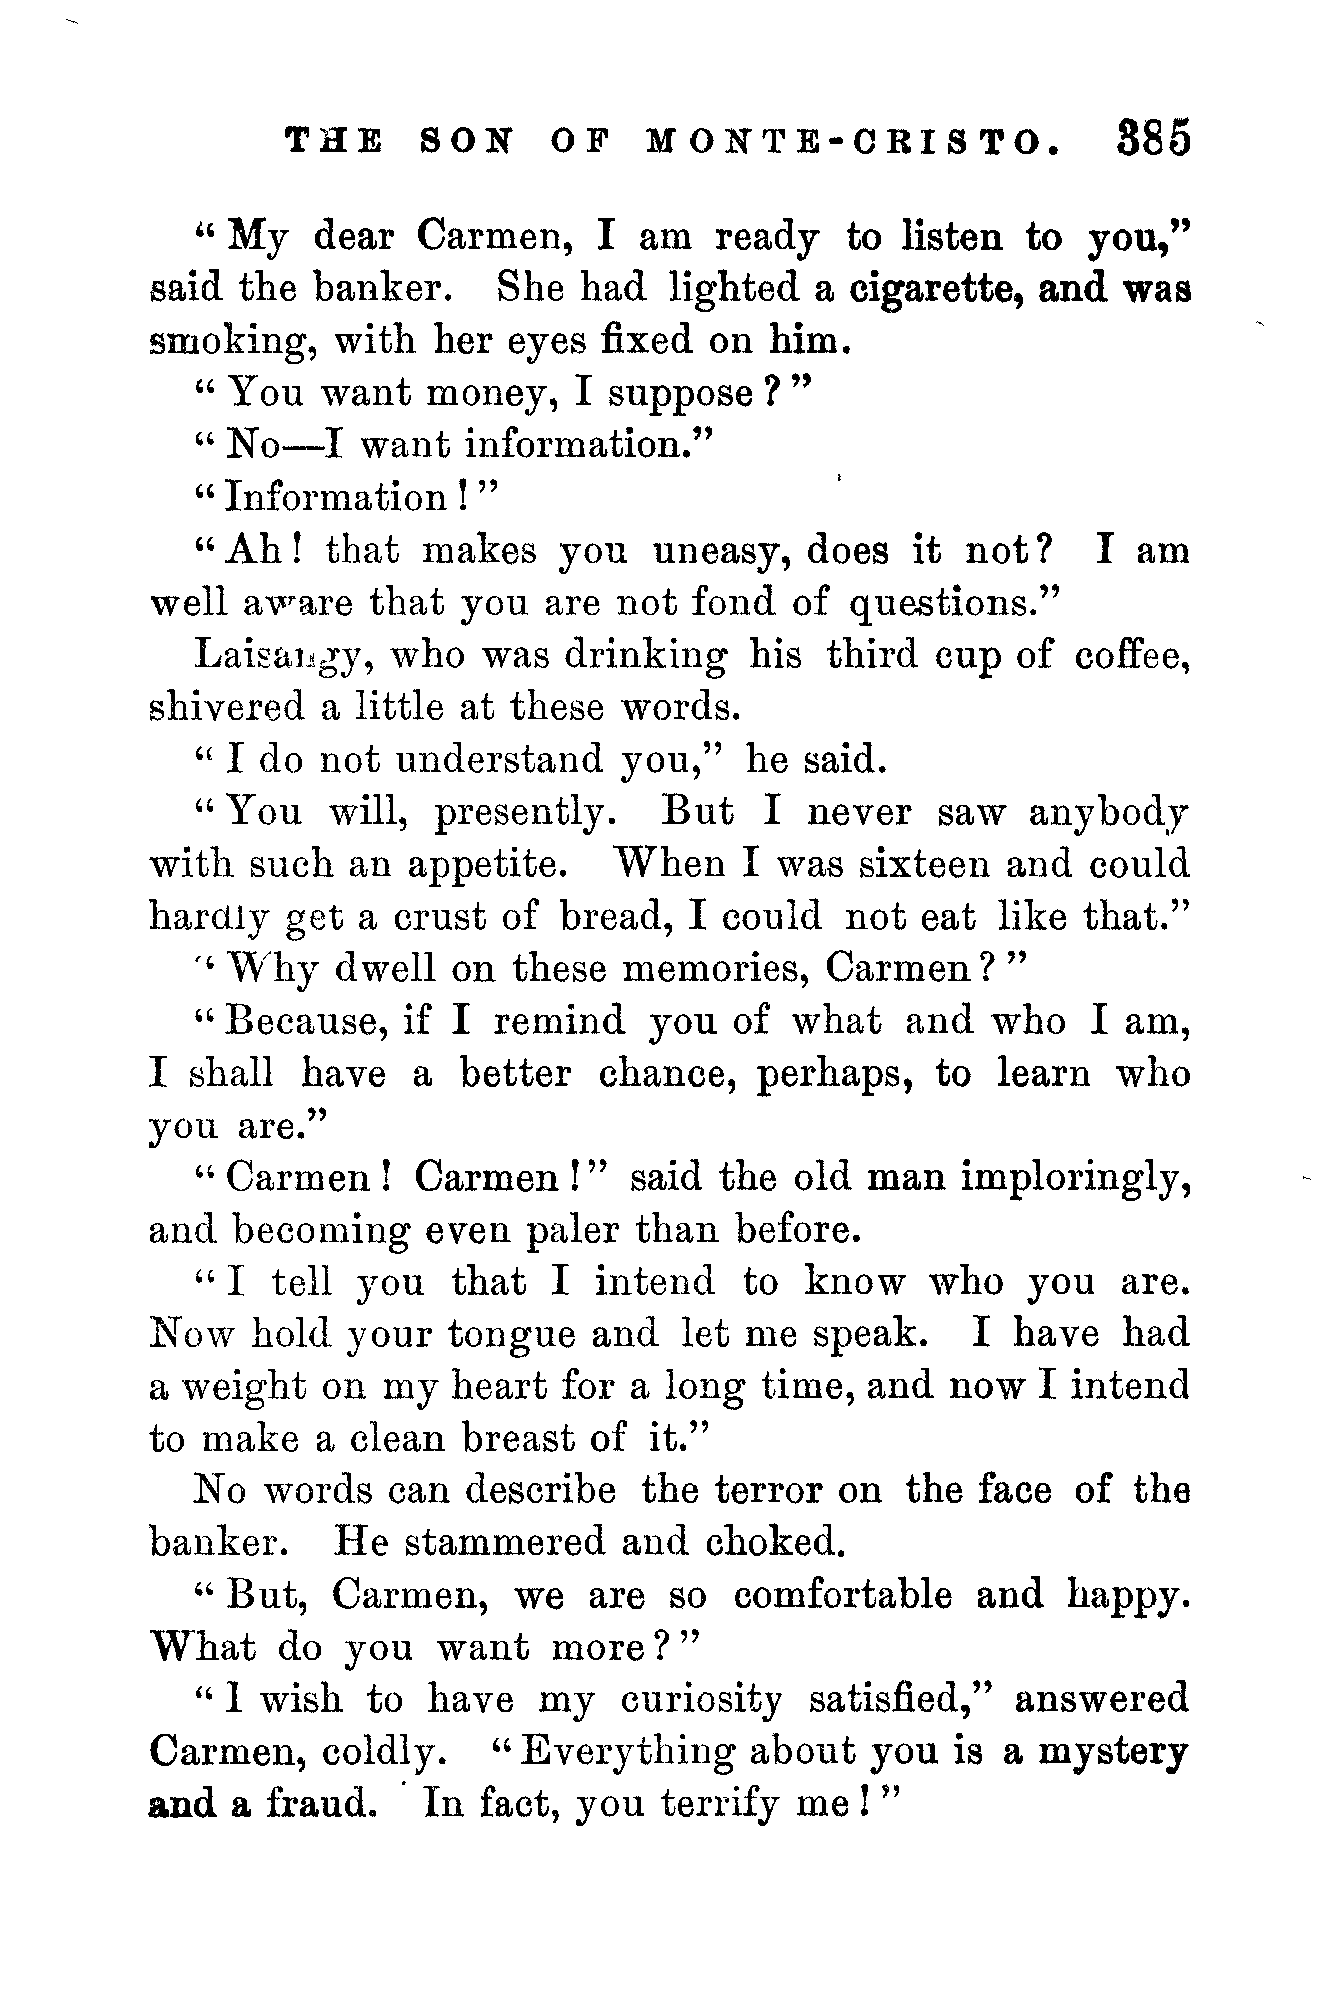 THE SON OF MONTE-CRISTO. 385
"My dear Carmen, I am ready to listen to you,"
said the banker. She had lighted a cigarette, and was
smoking, with her eyes fixed on him.
"You want money, I suppose?"
"No—I want information."
"Information!"
"Ah! that makes you uneasy, does it not? I am
well aware that you are not fond of questions."
Laisangy, who was drinking his third cup of coffee,
shivered a little at these words.
"I do not understand you," he said.
"You will, presently. But I never saw anybody
with such an appetite. When I was sixteen and could
hardly get a crust of bread, I could not eat like that."
"Why dwell on these memories, Carmen?"
"Because, if I remind you of what and who I am,
I shall have a better chance, perhaps, to learn who
you are."
"Carmen! Carmen!" said the old man imploringly,
and becoming even paler than before.
"I tell you that I intend to know who you are.
Now hold your tongue and let me speak. I have had
a weight on my heart for a long time, and now I intend
to make a clean breast of it."
No words can describe the terror on the face of the
banker. He stammered and choked.
"But, Carmen, we are so comfortable and happy.
What do you want more?"
"I wish to have my curiosity satisfied," answered
Carmen, coldly. "Everything about you is a mystery
and a fraud. In fact, you terrify me!"